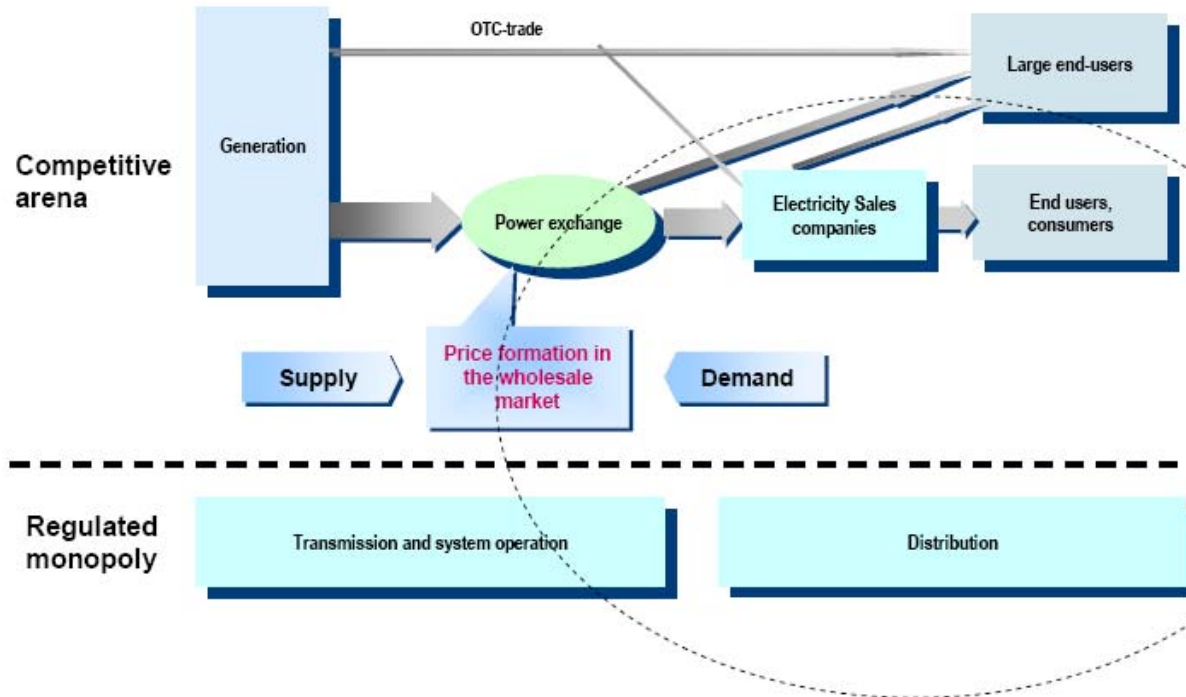 OTC-trade
Large end-users
Generation
Competitive
arena
Power exchange
Electricity Sales
companies
End users,
consumers
Supply
Price formation in
the wholesale
market
Demand
Regulated
monopoly
Transmission and system operation
Distribution